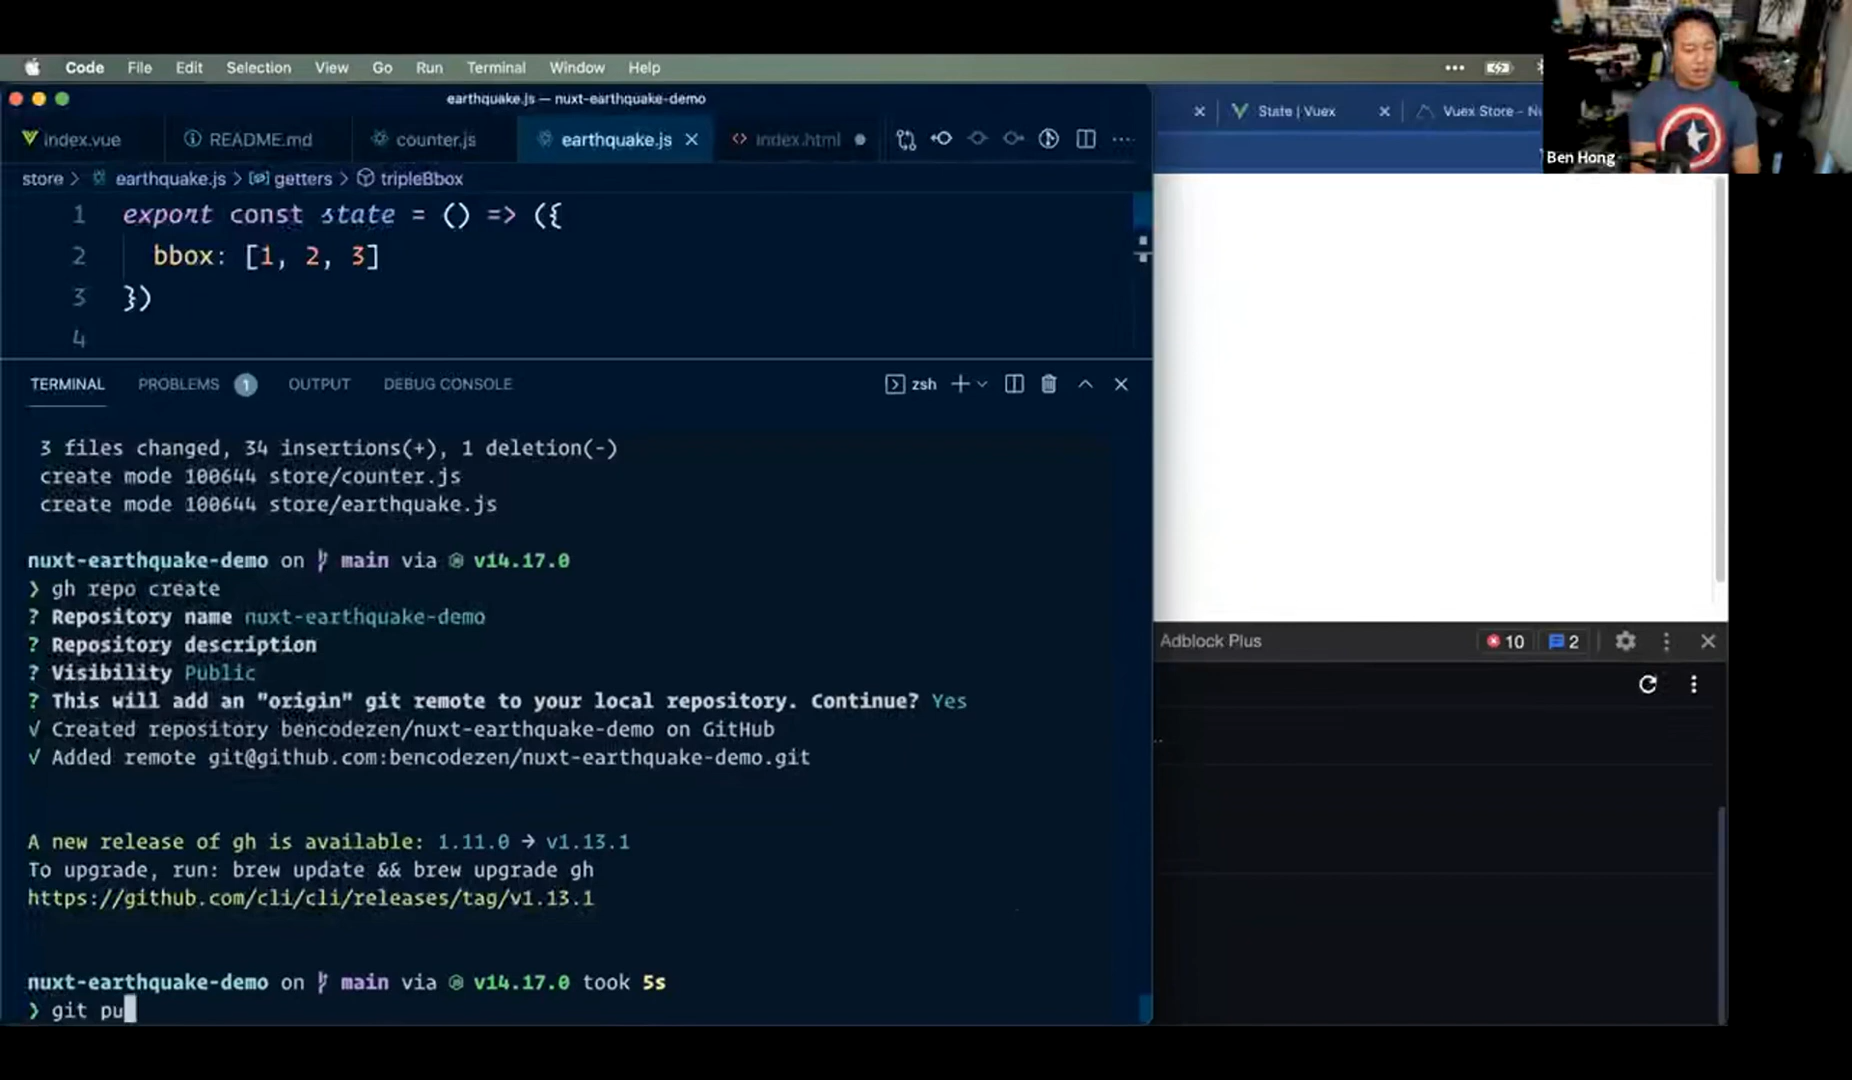 Code File Edit Selection View Go Run Terminal Window Help
Ben Hong
earthquake.js — nuxt-earthquake-demo
State | Vuex
Vuex Store - Nu
index.vue README.md counter.js earthquake.js index.html
store > earthquake.js > getters > tripleBbox
1 export const state = () => ({
2 bbox: [1, 2, 3]
3 })
4
TERMINAL PROBLEMS 1 OUTPUT DEBUG CONSOLE zsh
3 files changed, 34 insertions(+), 1 deletion(-)
create mode 100644 store/counter.js
create mode 100644 store/earthquake.js
nuxt-earthquake-demo on main via v14.17.0
❯ gh repo create
? Repository name nuxt-earthquake-demo
? Repository description
? Visibility Public
? This will add an "origin" git remote to your local repository. Continue? Yes
✓ Created repository bencodezen/nuxt-earthquake-demo on GitHub
✓ Added remote git@github.com:bencodezen/nuxt-earthquake-demo.git
A new release of gh is available: 1.11.0 → v1.13.1
To upgrade, run: brew update && brew upgrade gh
https://github.com/cli/cli/releases/tag/v1.13.1
nuxt-earthquake-demo on main via v14.17.0 took 5s
❯ git pu
Adblock Plus 10 2